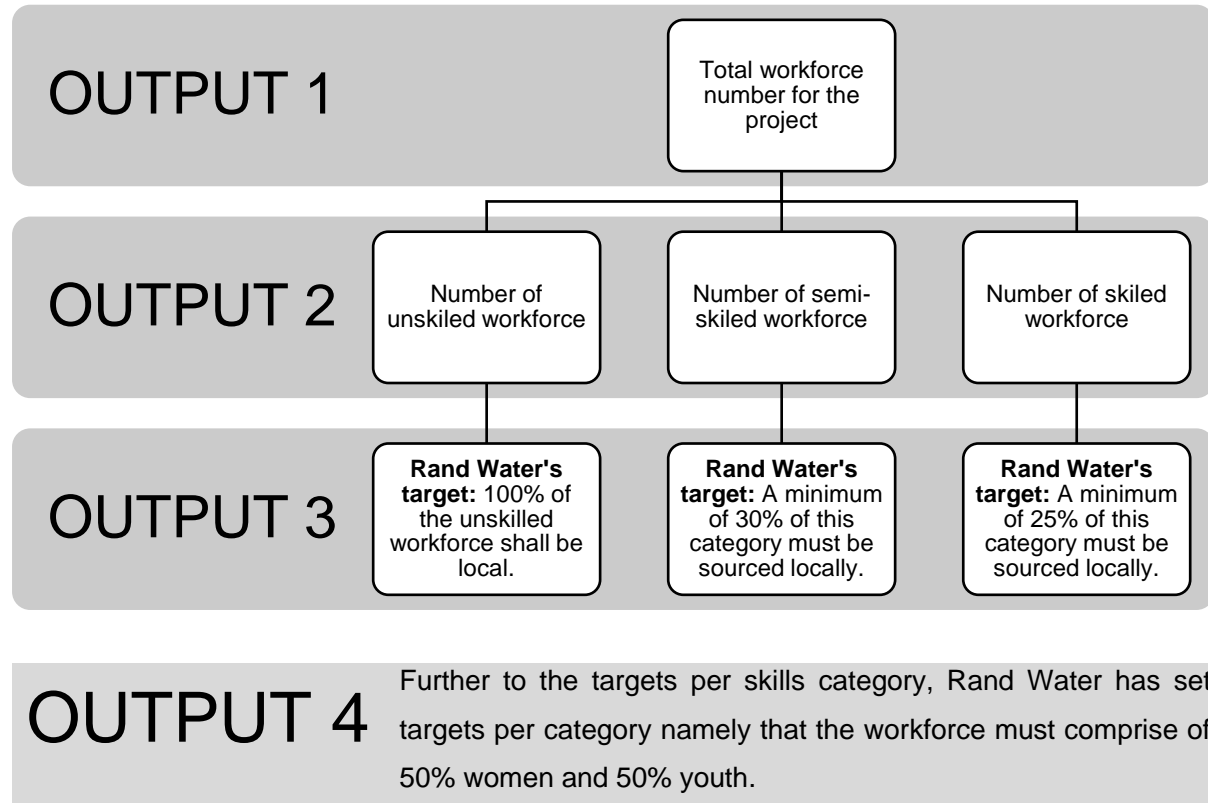 OUTPUT 1
Total workforce
number for the
project
OUTPUT 2
Number of
unskiled workforce
Number of semi-
skiled workforce
Number of skiled
workforce
OUTPUT 3
Rand Water's
target: 100% of
the unskilled
workforce shall be
local.
Rand Water's
target: A minimum
of 30% of this
category must be
sourced locally.
Rand Water's
target: A minimum
of 25% of this
category must be
sourced locally.
OUTPUT 4
Further to the targets per skills category, Rand Water has set
targets per category namely that the workforce must comprise of
50% women and 50% youth.